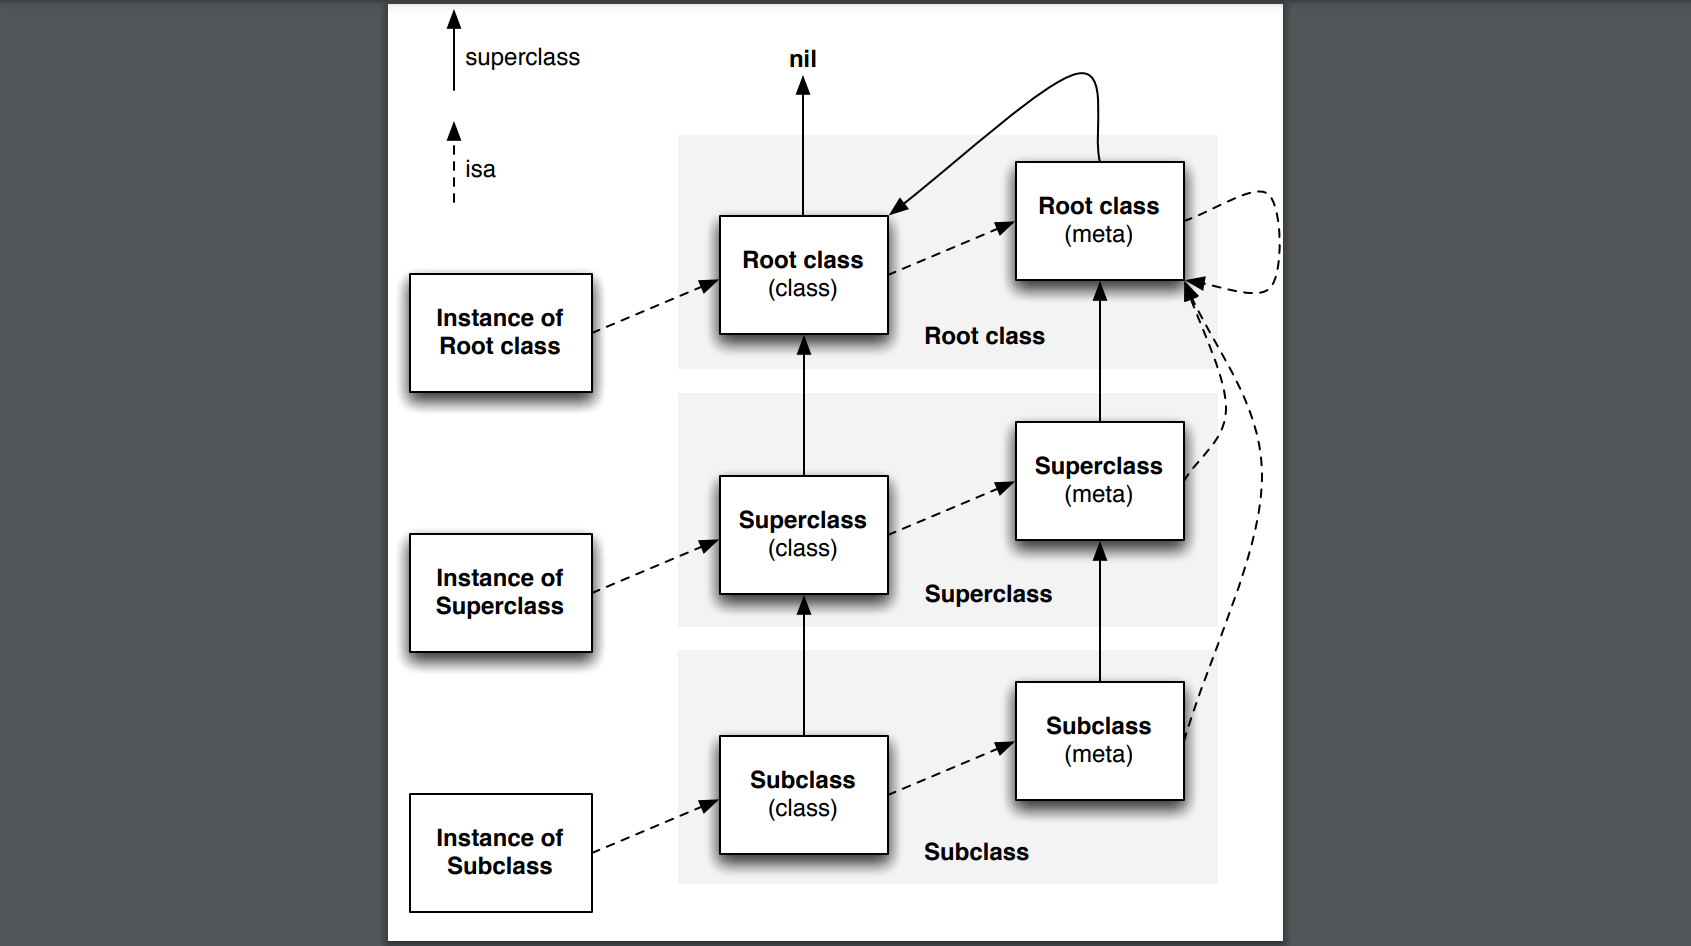 superclass
nil
isa
Root class
(meta)
Root class
(class)
Instance of
Root class
Root class
Superclass
(meta)
Superclass
(class)
Instance of
Superclass
Superclass
Subclass
(meta)
Subclass
(class)
Instance of
Subclass
Subclass